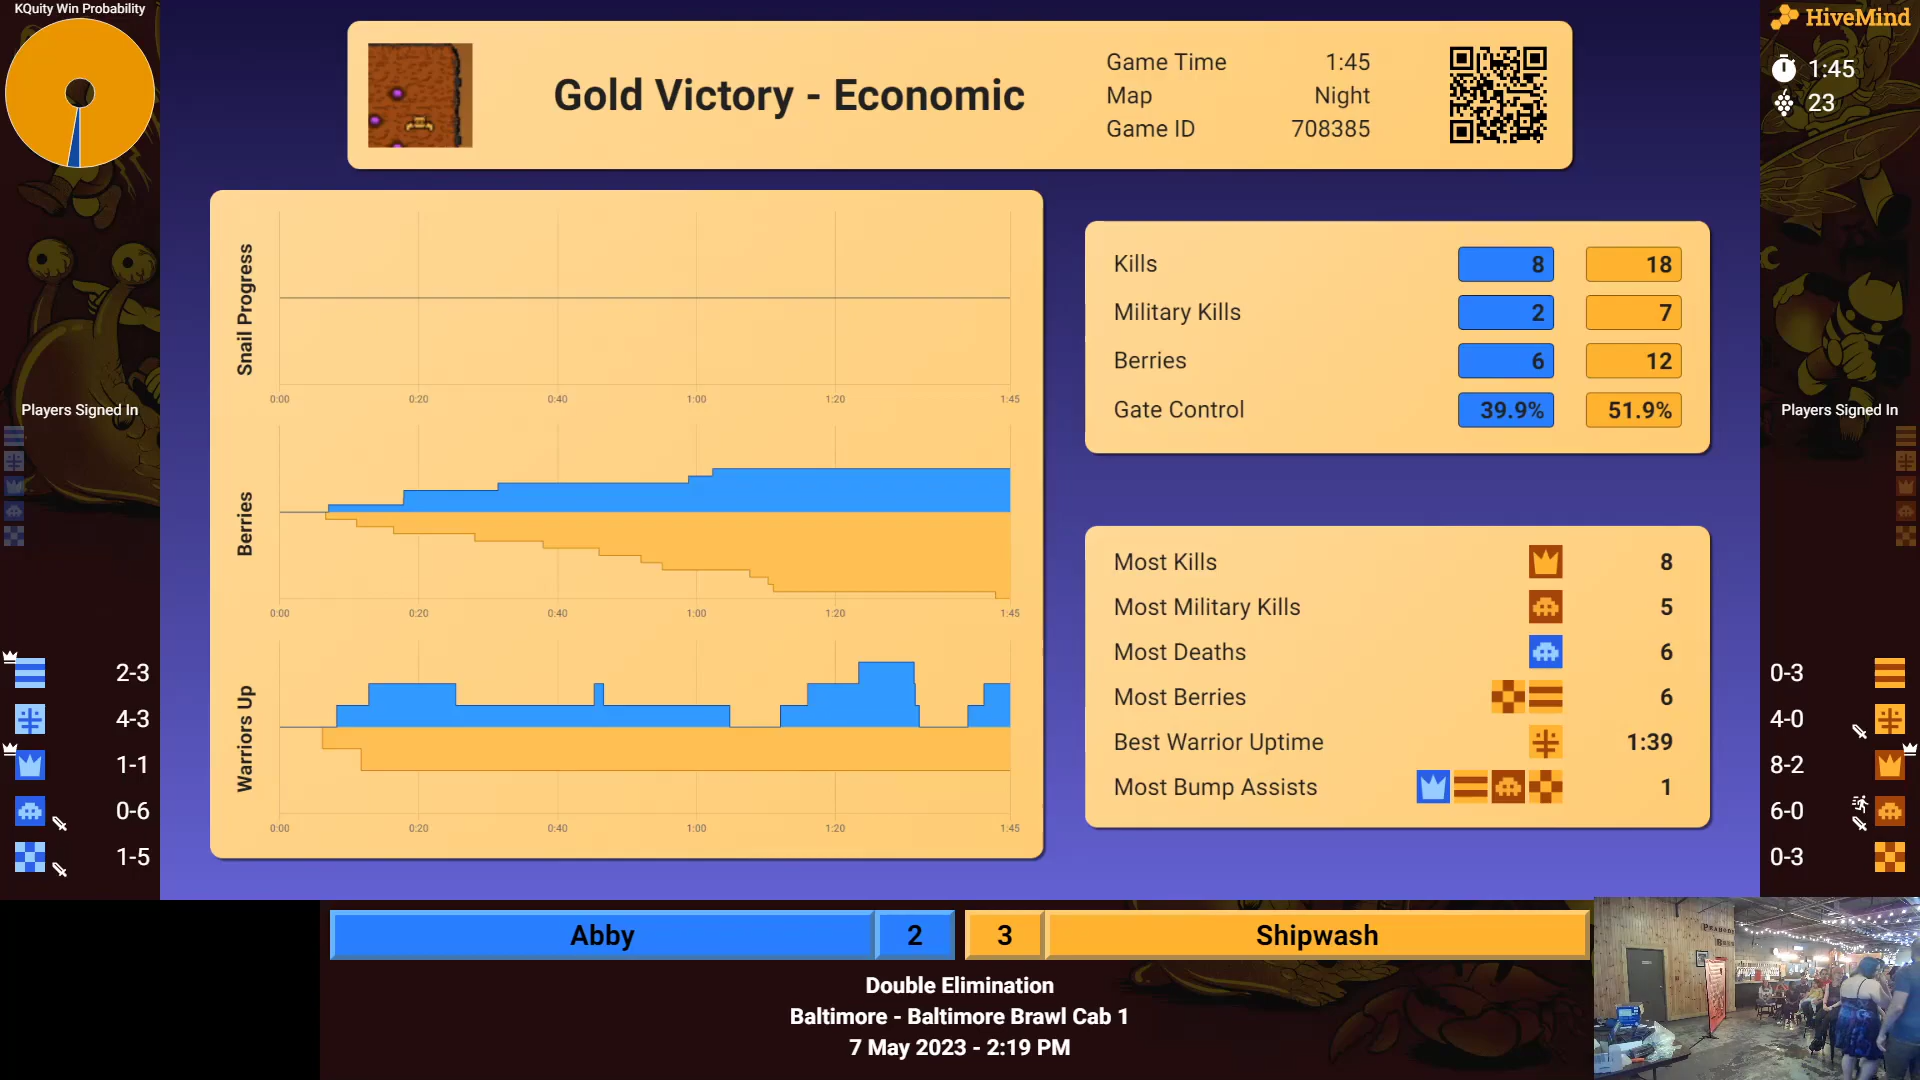 KQuity Win Probability
HiveMind
1:45
23
Gold Victory - Economic
Game Time 1:45
Map Night
Game ID 708385
Snail Progress
0:00 0:20 0:40 1:00 1:20 1:45
Berries
0:00 0:20 0:40 1:00 1:20 1:45
Warriors Up
0:00 0:20 0:40 1:00 1:20 1:45
Kills 8 18
Military Kills 2 7
Berries 6 12
Gate Control 39.9% 51.9%
Most Kills 8
Most Military Kills 5
Most Deaths 6
Most Berries 6
Best Warrior Uptime 1:39
Most Bump Assists 1
Players Signed In
2-3
4-3
1-1
0-6
1-5
Players Signed In
0-3
4-0
8-2
6-0
0-3
Abby 2 3 Shipwash
Double Elimination
Baltimore - Baltimore Brawl Cab 1
7 May 2023 - 2:19 PM